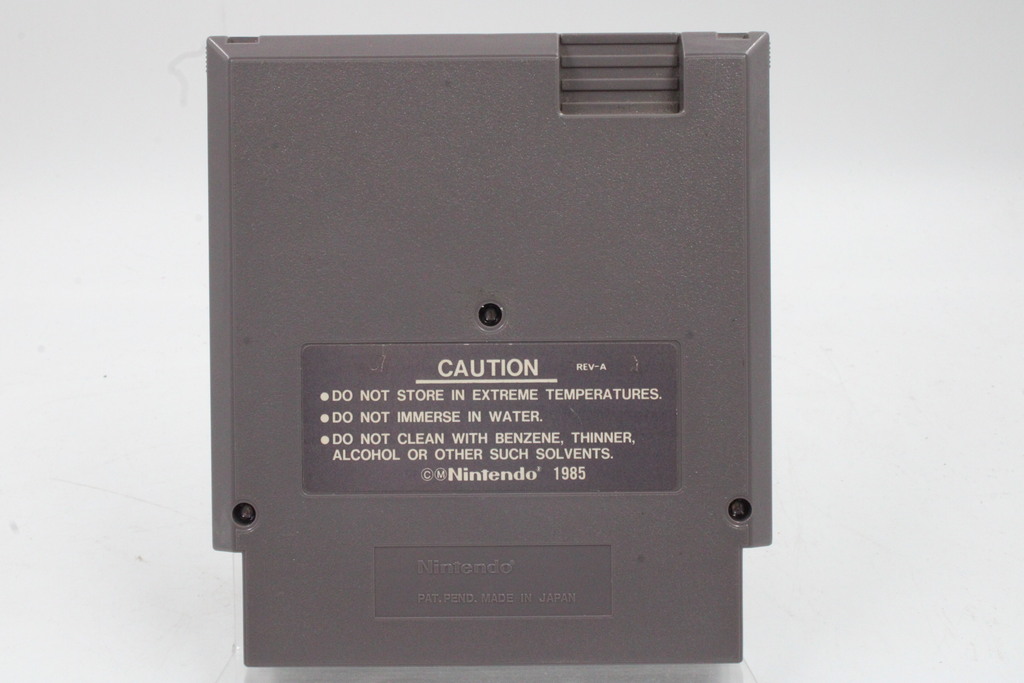 CAUTION REV-A
●DO NOT STORE IN EXTREME TEMPERATURES.
●DO NOT IMMERSE IN WATER.
●DO NOT CLEAN WITH BENZENE, THINNER,
ALCOHOL OR OTHER SUCH SOLVENTS.
©ⓂNintendo® 1985
Nintendo®
PAT. PEND. MADE IN JAPAN